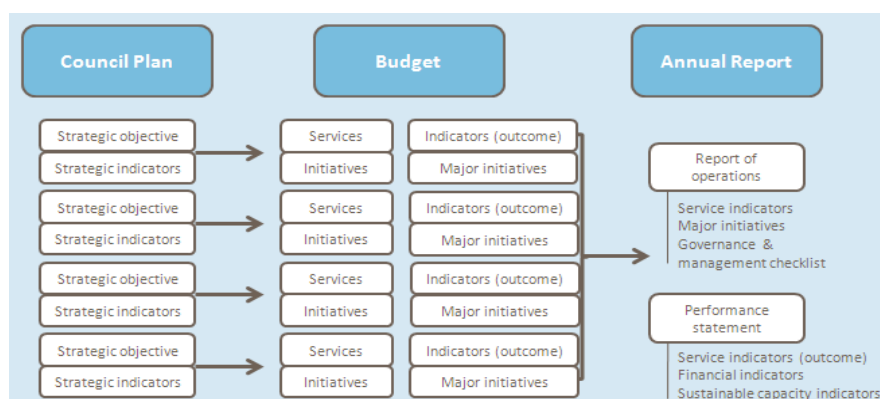 Council Plan
Budget
Annual Report
Strategic objective
Strategic indicators
Services
Initiatives
Indicators (outcome)
Major initiatives
Strategic objective
Strategic indicators
Services
Initiatives
Indicators (outcome)
Major initiatives
Strategic objective
Strategic indicators
Services
Initiatives
Indicators (outcome)
Major initiatives
Strategic objective
Strategic indicators
Services
Initiatives
Indicators (outcome)
Major initiatives
Report of
operations
Service indicators
Major initiatives
Governance &
management checklist
Performance
statement
Service indicators (outcome)
Financial indicators
Sustainable capacity indicators